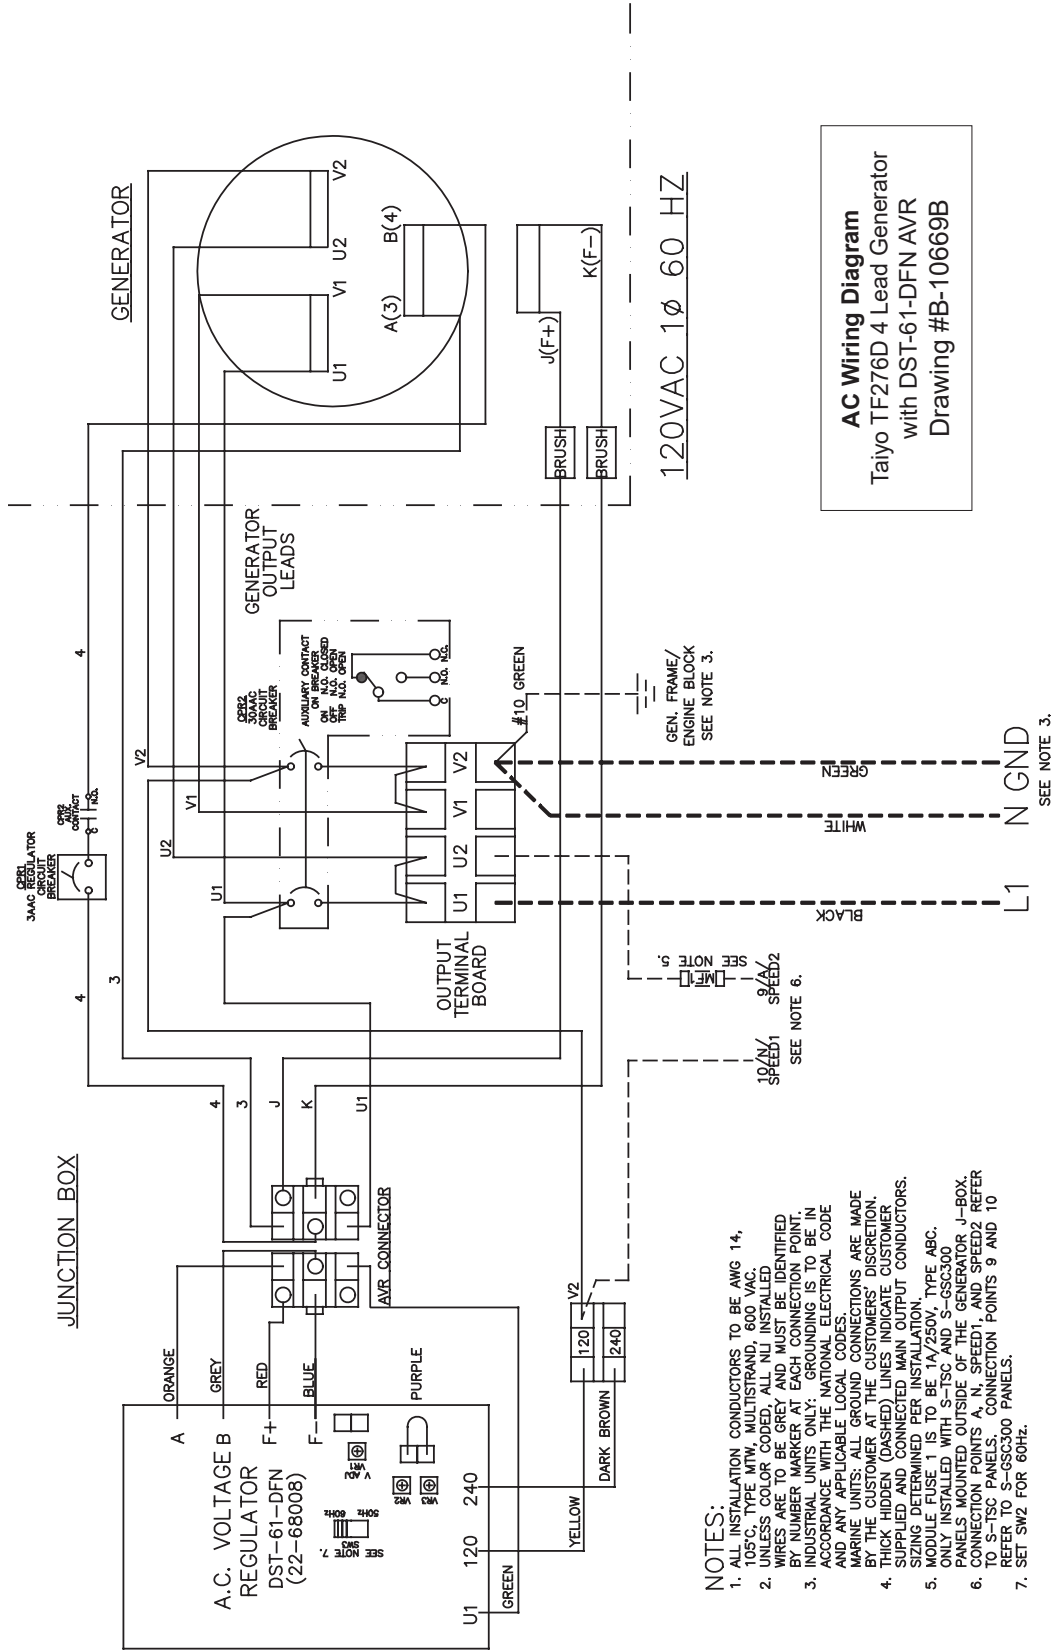 JUNCTION BOX
A.C. VOLTAGE
REGULATOR
DST-61-DFN
(22-68008)
A
B
F+
F-
ORANGE
GREY
RED
BLUE
PURPLE
V ADJ
VR1
VR2
VR3
60Hz
50Hz
SW3
SEE NOTE 7.
U1
120
240
GREEN
YELLOW
DARK BROWN
AVR CONNECTOR
4
3
J
K
U1
V2
120
240
CPR1
3AAC REGULATOR
CIRCUIT
BREAKER
CPR2
AUX.
CONTACT
C
N.O.
4
3
4
U1
U2
V1
V2
CPR2
30AAC
CIRCUIT
BREAKER
AUXILIARY CONTACT
ON BREAKER
ON N.O. CLOSED
OFF N.O. OPEN
TRIP N.O. OPEN
C
N.O.
N.C.
GENERATOR
OUTPUT
LEADS
OUTPUT
TERMINAL
BOARD
U1
U2
V1
V2
#10 GREEN
GEN. FRAME/
ENGINE BLOCK
SEE NOTE 3.
BLACK
WHITE
GREEN
L1
N
GND
SEE NOTE 3.
MF1
SEE NOTE 5.
10/N/
SPEED1
9/A/
SPEED2
SEE NOTE 6.
GENERATOR
U1
V1
U2
V2
A(3)
B(4)
J(F+)
K(F-)
BRUSH
BRUSH
120VAC 1ø 60 HZ
AC Wiring Diagram
Taiyo TF276D 4 Lead Generator
with DST-61-DFN AVR
Drawing #B-10669B
NOTES:
1. ALL INSTALLATION CONDUCTORS TO BE AWG 14,
105°C, TYPE MTW, MULTISTRAND, 600 VAC.
2. UNLESS COLOR CODED, ALL NLI INSTALLED
WIRES ARE TO BE GREY AND MUST BE IDENTIFIED
BY NUMBER MARKER AT EACH CONNECTION POINT.
3. INDUSTRIAL UNITS ONLY: GROUNDING IS TO BE IN
ACCORDANCE WITH THE NATIONAL ELECTRICAL CODE
AND ANY APPLICABLE LOCAL CODES.
MARINE UNITS: ALL GROUND CONNECTIONS ARE MADE
BY THE CUSTOMER AT THE CUSTOMERS' DISCRETION.
4. THICK HIDDEN (DASHED) LINES INDICATE CUSTOMER
SUPPLIED AND CONNECTED MAIN OUTPUT CONDUCTORS.
SIZING DETERMINED PER INSTALLATION.
5. MODULE FUSE 1 IS TO BE 1A/250V, TYPE ABC.
ONLY INSTALLED WITH S-TSC AND S-GSC300
PANELS MOUNTED OUTSIDE OF THE GENERATOR J-BOX.
6. CONNECTION POINTS A, N, SPEED1, AND SPEED2 REFER
TO S-TSC PANELS. CONNECTION POINTS 9 AND 10
REFER TO S-GSC300 PANELS.
7. SET SW2 FOR 60Hz.